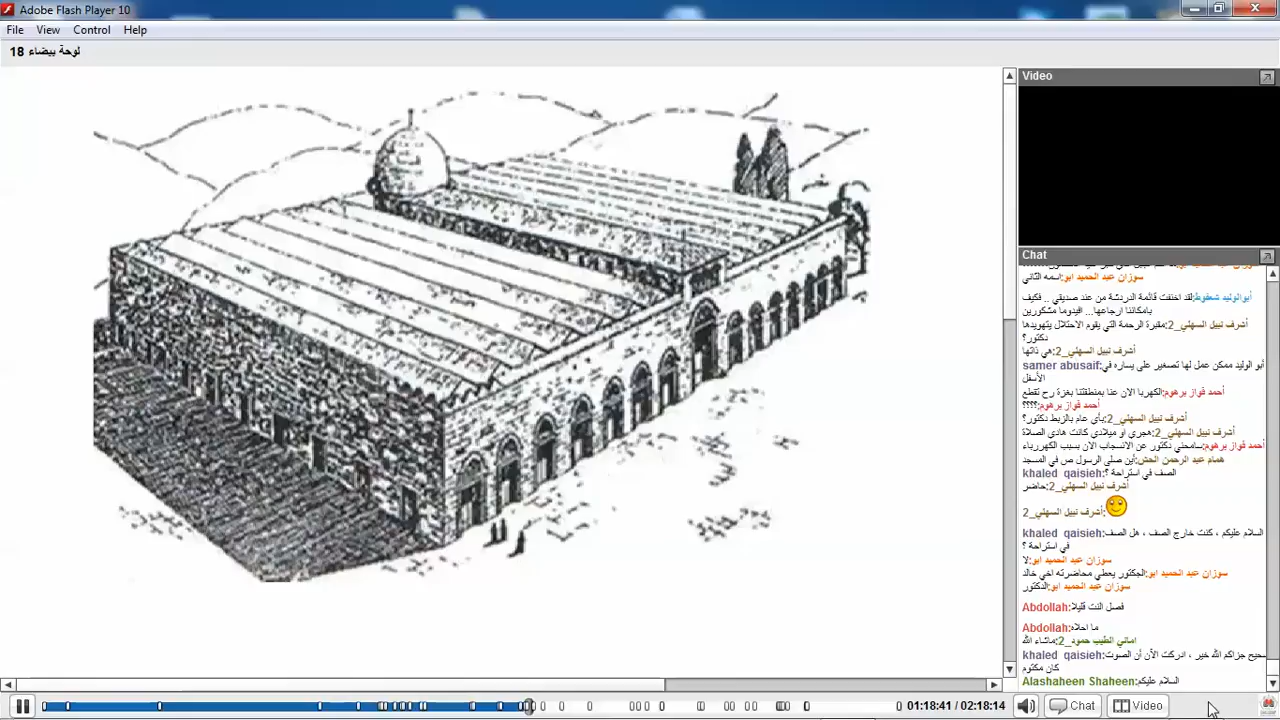 Adobe Flash Player 10
File View Control Help
لوحة بيضاء 18
Video
Chat
سوزان عبد الحميد ابو:اسمه الثاني
أبوالوليد شعفوط:لقد اختفت قائمة الدردشة من عند صديقي .. فكيف
بامكاننا ارجاعها... افيدوما مشكورين
أشرف نبيل السهلي_2:مقبرة الرحمة التي يقوم الاحتلال بتهويدها
دكتور؟
أشرف نبيل السهلي_2:هي ذاتها
samer abusaif:أبو الوليد ممكن عمل لها تصغير على يساره في
الأسفل
أحمد فواز برهوم:الكهربا الان عنا بمنطقتنا بغزة رح تقطع
أحمد فواز برهوم:؟؟؟؟
أشرف نبيل السهلي_2:بأي عام بالزبط دكتور؟
أشرف نبيل السهلي_2:هجري أو ميلادي كانت هادي الصلاة
أحمد فواز برهوم:سامحني دكتور عن الانسحاب الان بسبب الكهرباء
همام عبد الرحمن الحش:أين صلى الرسول ص في المسجد
khaled qaisieh:الصف في استراحة ؟
أشرف نبيل السهلي_2:حاضر
أشرف نبيل السهلي_2:
khaled qaisieh:السلام عليكم ، كنت خارج الصف ، هل الصف
في استراحة ؟
سوزان عبد الحميد ابو:لا
سوزان عبد الحميد ابو:الجكتور يعطي محاضرته اخي خالد
سوزان عبد الحميد ابو:الدكتور
Abdollah:فصل النت قليلا
Abdollah:ما احلاه
اماني الطيب حمود_2:ماشاء الله
khaled qaisieh:صحيح جزاكم الله خير ، ادركت الآن أن الصوت
كان مكتوم
Alashaheen Shaheen:السلام عليكم
01:18:41 / 02:18:14
Chat
Video